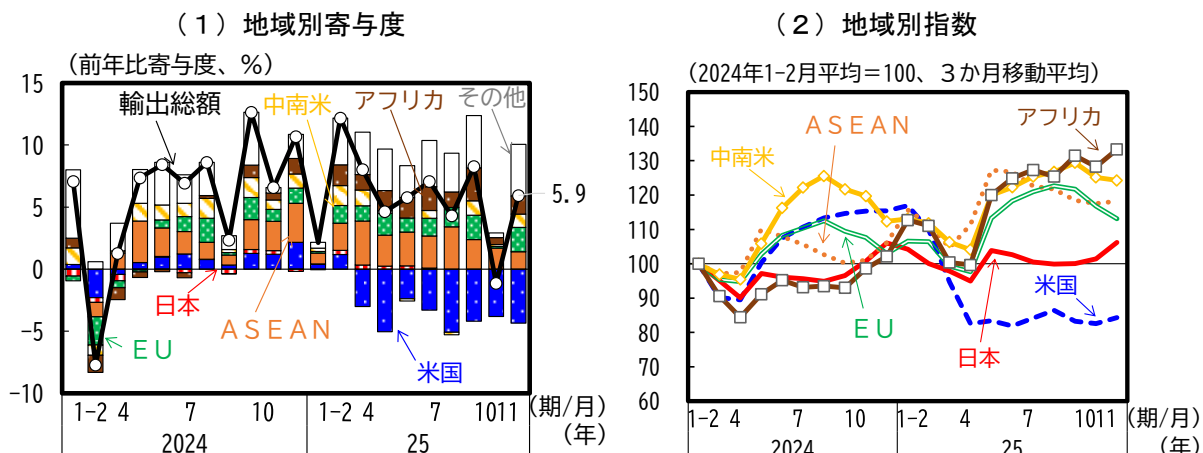 （１）地域別寄与度
（前年比寄与度、％）
15
10
5
0
-5
-10
輸出総額
中南米
アフリカ
その他
5.9
日本
ＡＳＥＡＮ
ＥＵ
米国
1-2 4 7 10 1-2 4 7 1011 (期/月)
2024 25 (年)
（２）地域別指数
(2024年1-2月平均＝100、３か月移動平均)
150
140
130
120
110
100
90
80
70
60
中南米
ＡＳＥＡＮ
アフリカ
米国
ＥＵ
日本
1-2 4 7 10 1-2 4 7 1011 (期/月)
2024 25 (年)